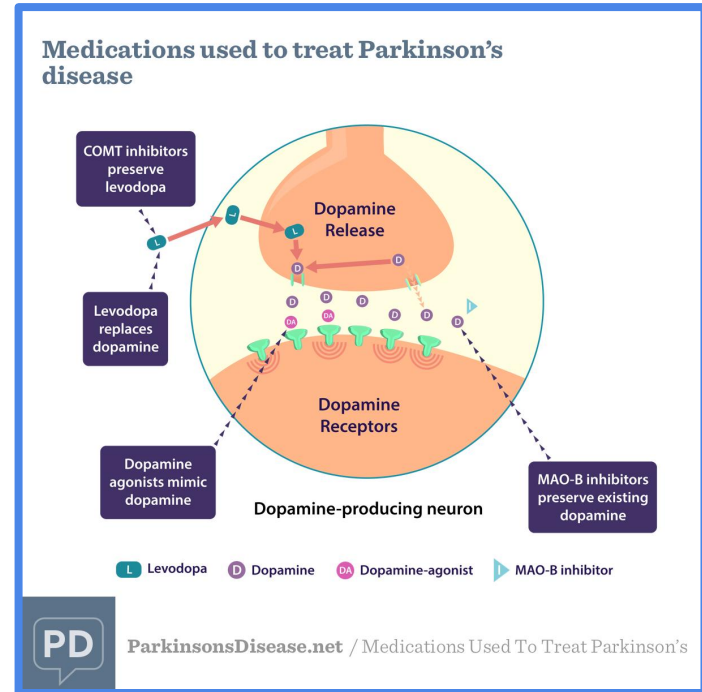 Medications used to treat Parkinson's
disease
COMT inhibitors
preserve
levodopa
L
L
L
Dopamine
Release
D
D
Levodopa
replaces
dopamine
D
D
D
D
D
D
I
DA
DA
Dopamine
Receptors
Dopamine
agonists mimic
dopamine
MAO-B inhibitors
preserve existing
dopamine
Dopamine-producing neuron
L Levodopa D Dopamine DA Dopamine-agonist I MAO-B inhibitor
PD
ParkinsonsDisease.net / Medications Used To Treat Parkinson's